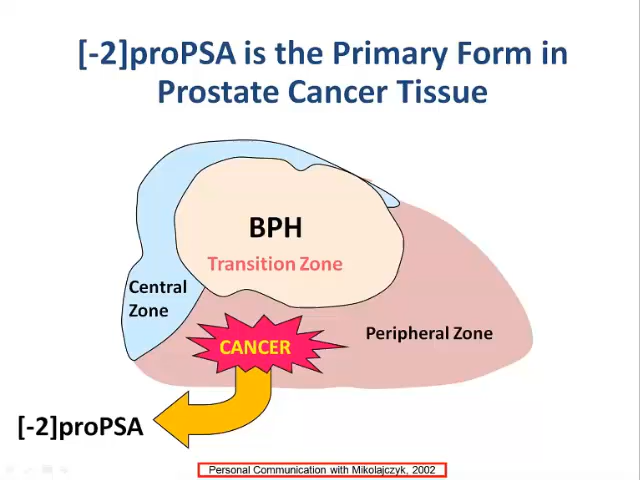 [-2]proPSA is the Primary Form in
Prostate Cancer Tissue
BPH
Transition Zone
Central
Zone
Peripheral Zone
CANCER
[-2]proPSA
Personal Communication with Mikolajczyk, 2002